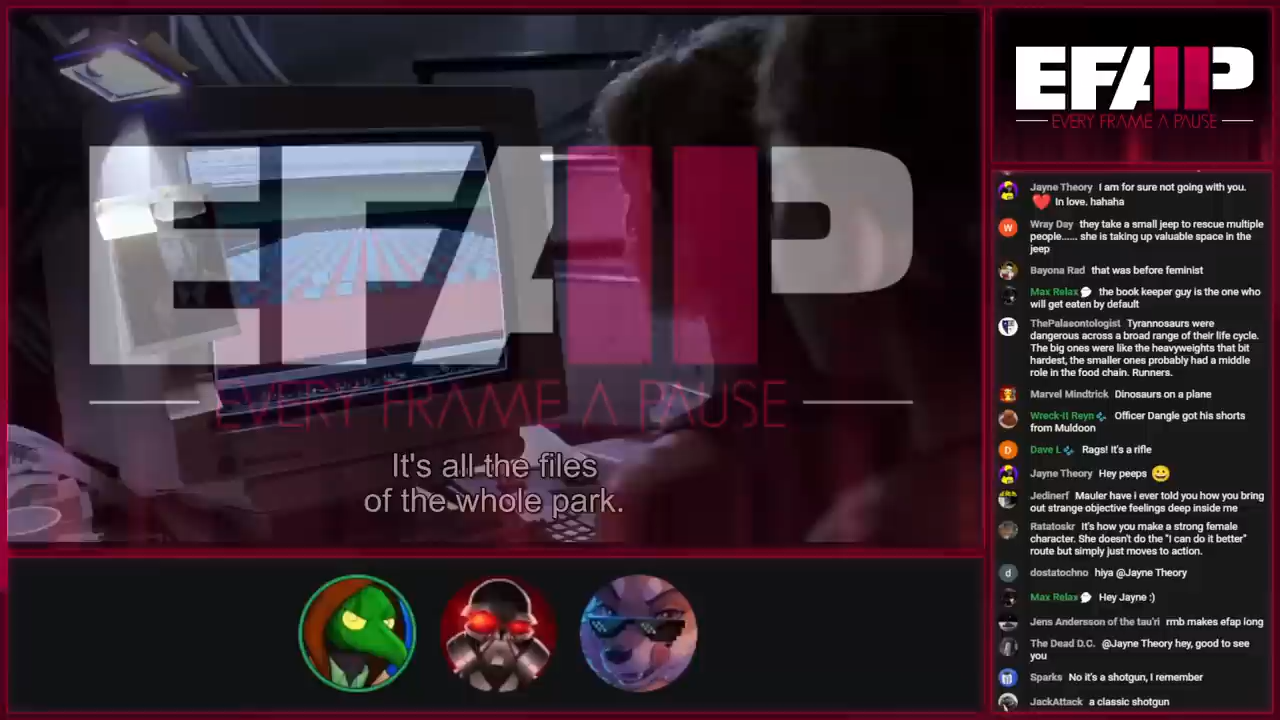 EFAP
EVERY FRAME A PAUSE
It's all the files
of the whole park.
EFAP
EVERY FRAME A PAUSE
Jayne Theory I am for sure not going with you.
❤️ In love. hahaha
Wray Day they take a small jeep to rescue multiple
people...... she is taking up valuable space in the
jeep
Bayona Rad that was before feminist
Max Relax the book keeper guy is the one who
will get eaten by default
ThePalaeontologist Tyrannosaurs were
dangerous across a broad range of their life cycle.
The big ones were like the heavyweights that bit
hardest, the smaller ones probably had a middle
role in the food chain. Runners.
Marvel Mindtrick Dinosaurs on a plane
Wreck-It Reyn Officer Dangle got his shorts
from Muldoon
Dave L Rags! It's a rifle
Jayne Theory Hey peeps 😀
Jedinerf Mauler have i ever told you how you bring
out strange objective feelings deep inside me
Ratatoskr It's how you make a strong female
character. She doesn't do the "I can do it better"
route but simply just moves to action.
dostatochno hiya @Jayne Theory
Max Relax Hey Jayne :)
Jens Andersson of the tau'ri rmb makes efap long
The Dead D.C. @Jayne Theory hey, good to see
you
Sparks No it's a shotgun, I remember
JackAttack a classic shotgun